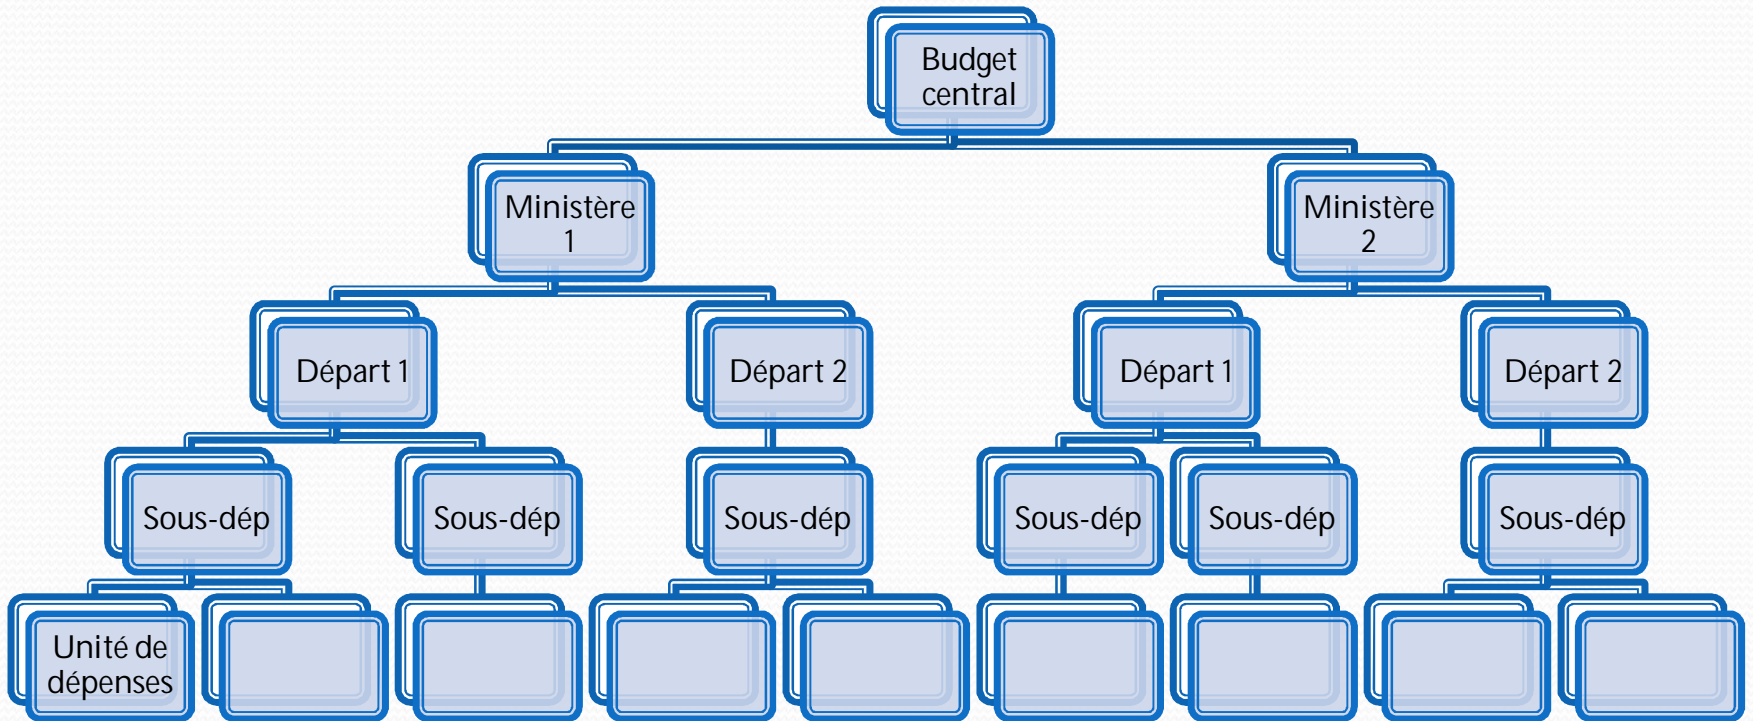 Budget
central
Ministère
1
Ministère
2
Départ 1
Départ 2
Départ 1
Départ 2
Sous-dép
Sous-dép
Sous-dép
Sous-dép
Sous-dép
Sous-dép
Unité de
dépenses